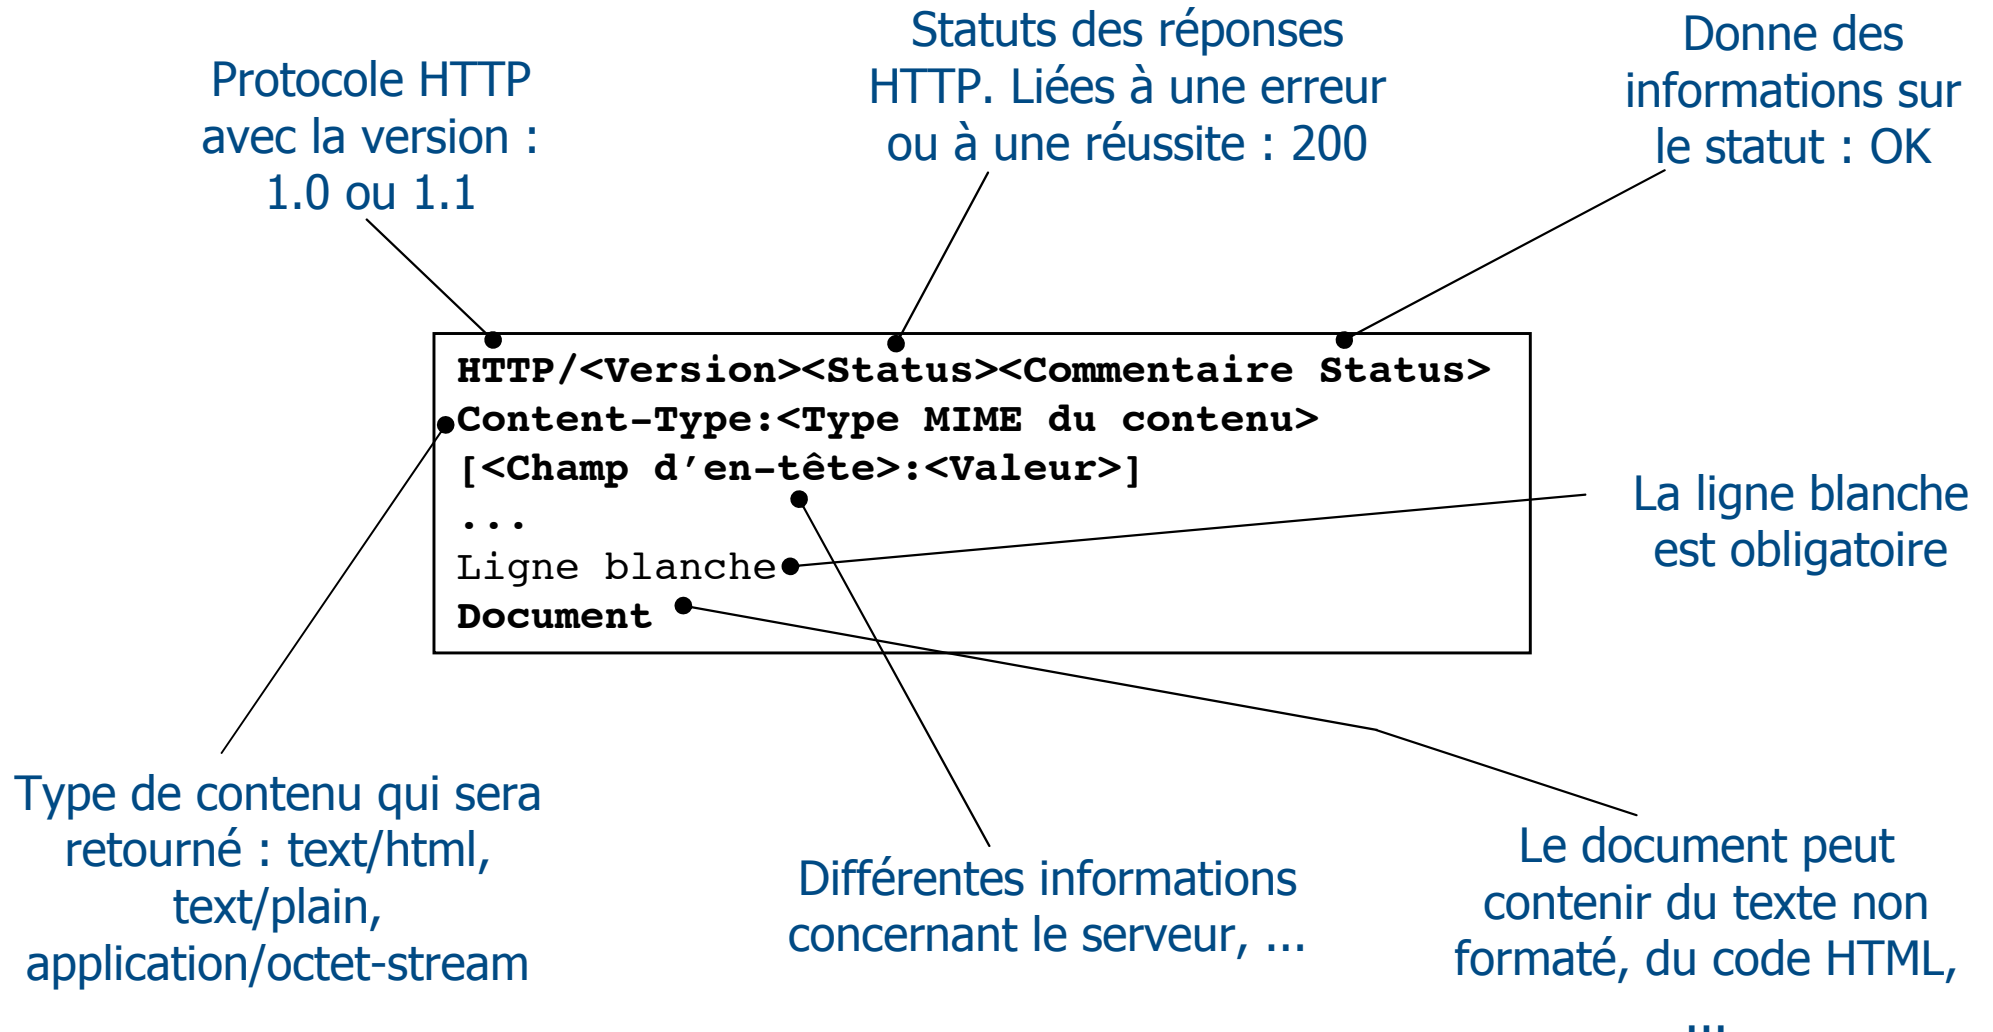 Protocole HTTP
avec la version :
1.0 ou 1.1
Statuts des réponses
HTTP. Liées à une erreur
ou à une réussite : 200
Donne des
informations sur
le statut : OK
HTTP/<Version><Status><Commentaire Status>
Content-Type:<Type MIME du contenu>
[<Champ d’en-tête>:<Valeur>]
...
Ligne blanche
Document
La ligne blanche
est obligatoire
Type de contenu qui sera
retourné : text/html,
text/plain,
application/octet-stream
Différentes informations
concernant le serveur, ...
Le document peut
contenir du texte non
formaté, du code HTML,
...